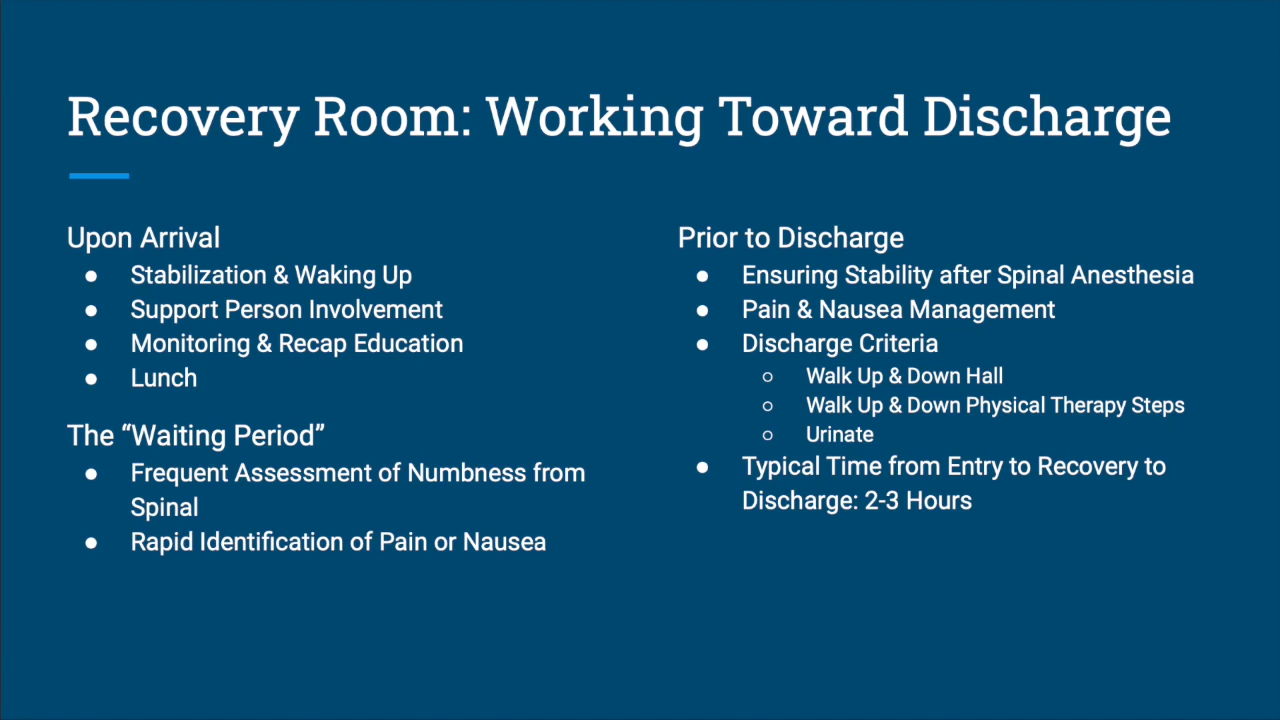 Recovery Room: Working Toward Discharge
Upon Arrival
● Stabilization & Waking Up
● Support Person Involvement
● Monitoring & Recap Education
● Lunch
The “Waiting Period”
● Frequent Assessment of Numbness from
Spinal
● Rapid Identification of Pain or Nausea
Prior to Discharge
● Ensuring Stability after Spinal Anesthesia
● Pain & Nausea Management
● Discharge Criteria
○ Walk Up & Down Hall
○ Walk Up & Down Physical Therapy Steps
○ Urinate
● Typical Time from Entry to Recovery to
Discharge: 2-3 Hours